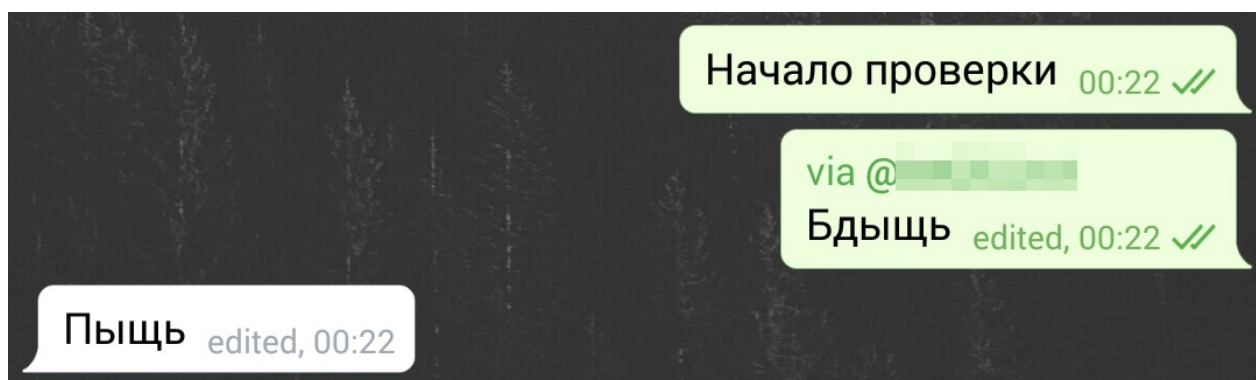 Начало проверки 00:22
via @
Бдыщь edited, 00:22
Пыщь edited, 00:22